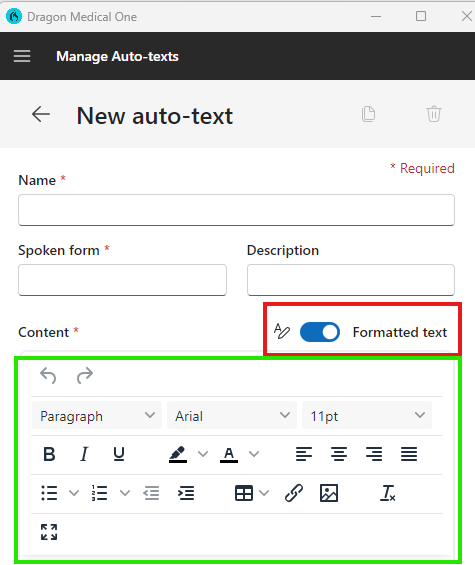 Dragon Medical One
Manage Auto-texts
New auto-text
* Required
Name *
Spoken form *
Description
Content *
Formatted text
Paragraph
Arial
11pt
B I U A